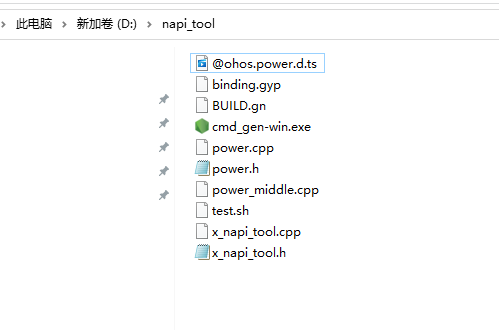 此电脑 > 新加卷 (D:) > napi_tool
@ohos.power.d.ts
binding.gyp
BUILD.gn
cmd_gen-win.exe
power.cpp
power.h
power_middle.cpp
test.sh
x_napi_tool.cpp
x_napi_tool.h